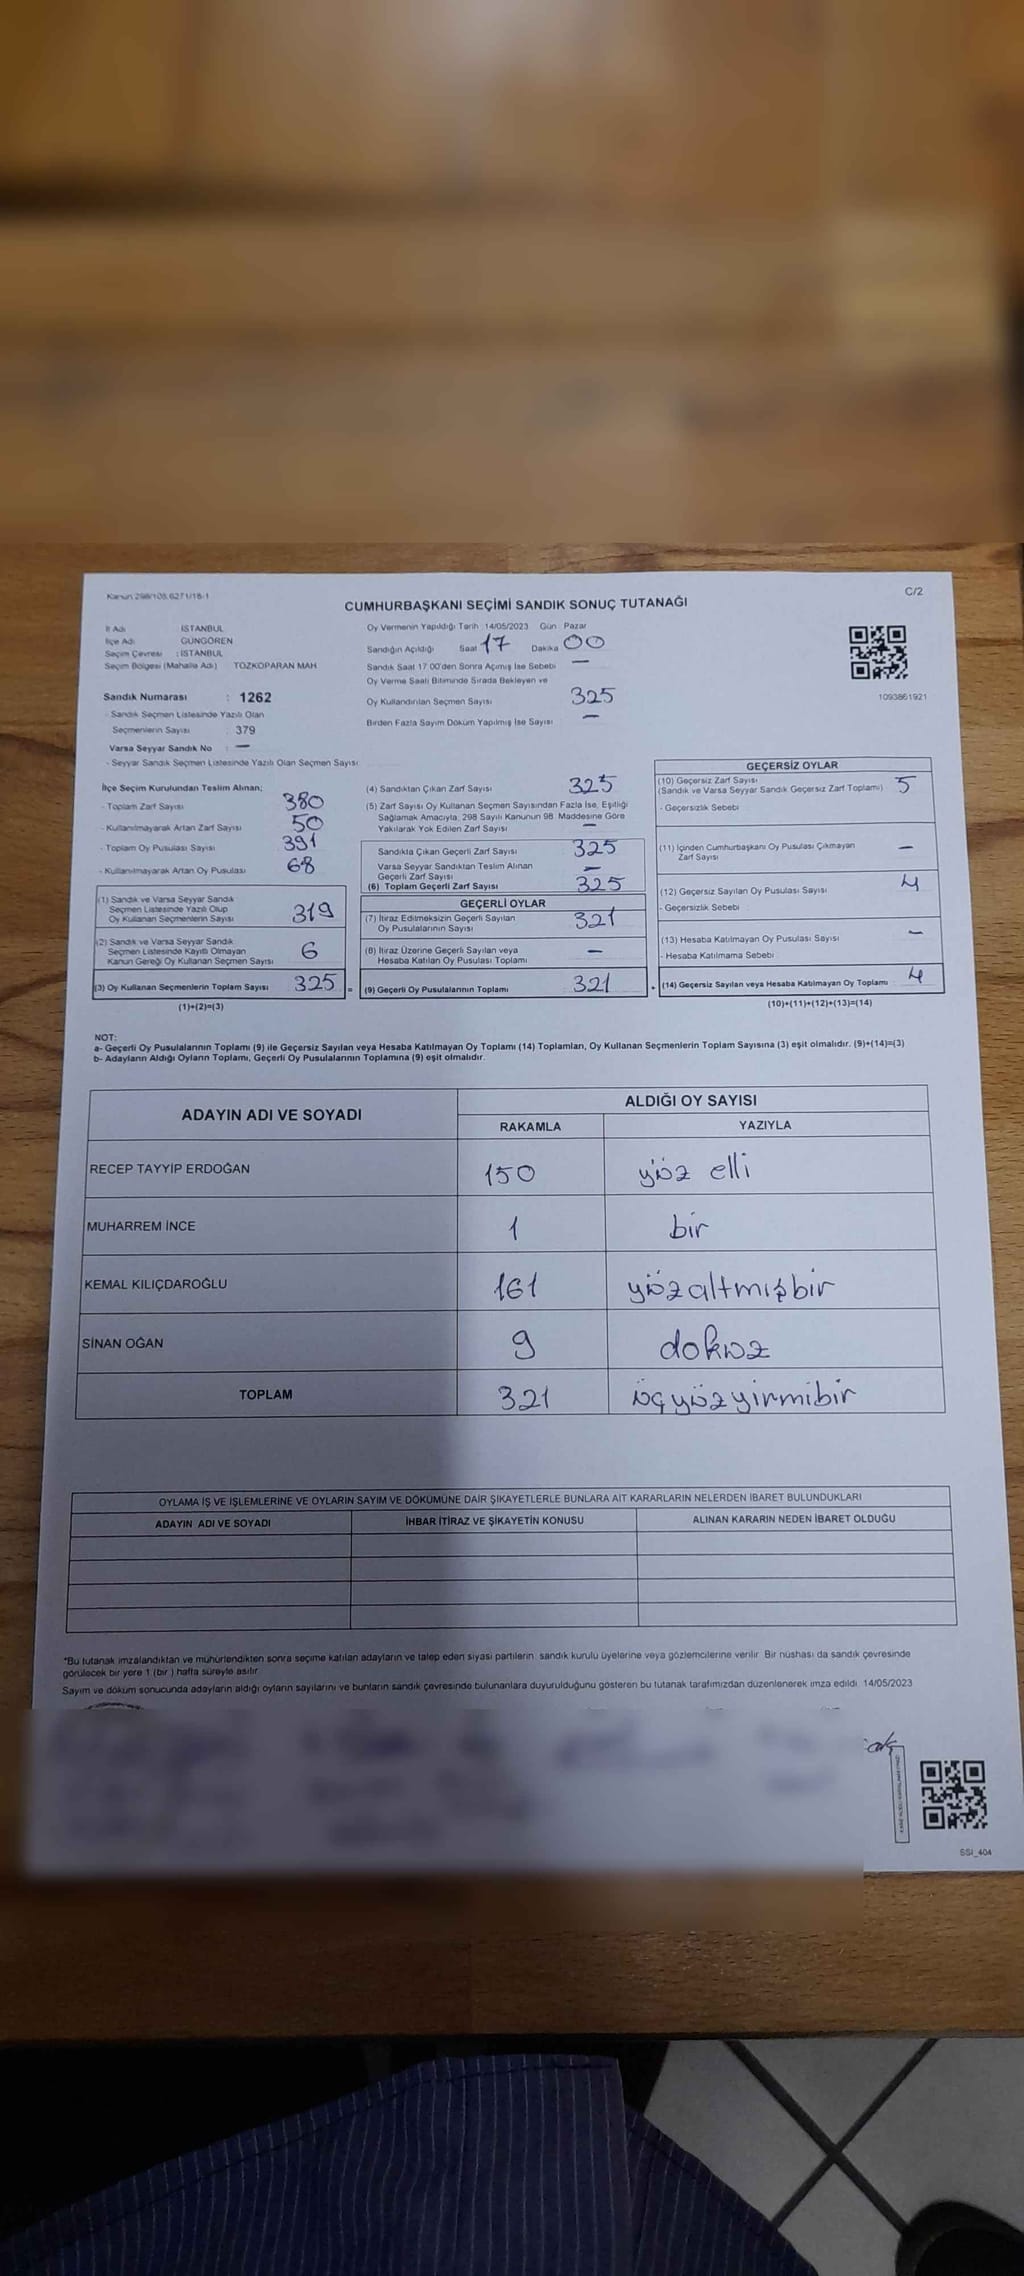 Kanun 298/105,6271/18-1
C/2
CUMHURBAŞKANI SEÇİMİ SANDIK SONUÇ TUTANAĞI
İl Adı İSTANBUL
İlçe Adı GÜNGÖREN
Seçim Çevresi : İSTANBUL
Seçim Bölgesi (Mahalle Adı) TOZKOPARAN MAH
Sandık Numarası : 1262
- Sandık Seçmen Listesinde Yazılı Olan
Seçmenlerin Sayısı : 379
Varsa Seyyar Sandık No : —
- Seyyar Sandık Seçmen Listesinde Yazılı Olan Seçmen Sayısı
Oy Vermenin Yapıldığı Tarih : 14/05/2023 Gün : Pazar
Sandığın Açıldığı Saat 17 Dakika 00
Sandık Saat 17.00'den Sonra Açılmış İse Sebebi —
Oy Verme Saati Bitiminde Sırada Bekleyen ve
Oy Kullandırılan Seçmen Sayısı 325
Birden Fazla Sayım Döküm Yapılmış İse Sayısı —
1093861921
İlçe Seçim Kurulundan Teslim Alınan;
- Toplam Zarf Sayısı 380
- Kullanılmayarak Artan Zarf Sayısı 50
- Toplam Oy Pusulası Sayısı 391
- Kullanılmayarak Artan Oy Pusulası 68
(1) Sandık ve Varsa Seyyar Sandık
Seçmen Listesinde Yazılı Olup
Oy Kullanan Seçmenlerin Sayısı 319
(2) Sandık ve Varsa Seyyar Sandık
Seçmen Listesinde Kayıtlı Olmayan
Kanun Gereği Oy Kullanan Seçmen Sayısı 6
(3) Oy Kullanan Seçmenlerin Toplam Sayısı 325 =
(1)+(2)=(3)
(4) Sandıktan Çıkan Zarf Sayısı 325
(5) Zarf Sayısı Oy Kullanan Seçmen Sayısından Fazla İse, Eşitliği
Sağlamak Amacıyla, 298 Sayılı Kanunun 98. Maddesine Göre
Yakılarak Yok Edilen Zarf Sayısı —
Sandıkta Çıkan Geçerli Zarf Sayısı 325
Varsa Seyyar Sandıktan Teslim Alınan
Geçerli Zarf Sayısı —
(6) Toplam Geçerli Zarf Sayısı 325
GEÇERLİ OYLAR
(7) İtiraz Edilmeksizin Geçerli Sayılan
Oy Pusulalarının Sayısı 321
(8) İtiraz Üzerine Geçerli Sayılan veya
Hesaba Katılan Oy Pusulası Toplamı —
(9) Geçerli Oy Pusulalarının Toplamı 321 +
GEÇERSİZ OYLAR
(10) Geçersiz Zarf Sayısı
(Sandık ve Varsa Seyyar Sandık Geçersiz Zarf Toplamı) 5
- Geçersizlik Sebebi
(11) İçinden Cumhurbaşkanı Oy Pusulası Çıkmayan
Zarf Sayısı —
(12) Geçersiz Sayılan Oy Pusulası Sayısı 4
- Geçersizlik Sebebi
(13) Hesaba Katılmayan Oy Pusulası Sayısı —
- Hesaba Katılmama Sebebi
(14) Geçersiz Sayılan veya Hesaba Katılmayan Oy Toplamı 4
(10)+(11)+(12)+(13)=(14)
NOT:
a- Geçerli Oy Pusulalarının Toplamı (9) ile Geçersiz Sayılan veya Hesaba Katılmayan Oy Toplamı (14) Toplamları, Oy Kullanan Seçmenlerin Toplam Sayısına (3) eşit olmalıdır. (9)+(14)=(3)
b- Adayların Aldığı Oyların Toplamı, Geçerli Oy Pusulalarının Toplamına (9) eşit olmalıdır.
ADAYIN ADI VE SOYADI ALDIĞI OY SAYISI
RAKAMLA YAZIYLA
RECEP TAYYİP ERDOĞAN 150 yüz elli
MUHARREM İNCE 1 bir
KEMAL KILIÇDAROĞLU 161 yüzaltmışbir
SİNAN OĞAN 9 dokuz
TOPLAM 321 üçyüzyirmibir
OYLAMA İŞ VE İŞLEMLERİNE VE OYLARIN SAYIM VE DÖKÜMÜNE DAİR ŞİKAYETLERLE BUNLARA AİT KARARLARIN NELERDEN İBARET BULUNDUKLARI
ADAYIN ADI VE SOYADI İHBAR İTİRAZ VE ŞİKAYETİN KONUSU ALINAN KARARIN NEDEN İBARET OLDUĞU
*Bu tutanak imzalandıktan ve mühürlendikten sonra seçime katılan adayların ve talep eden siyasi partilerin sandık kurulu üyelerine veya gözlemcilerine verilir. Bir nüshası da sandık çevresinde
görülecek bir yere 1 (bir) hafta süreyle asılır
Sayım ve döküm sonucunda adayların aldığı oyların sayılarını ve bunların sandık çevresinde bulunanlara duyurulduğunu gösteren bu tutanak tarafımızdan düzenlenerek imza edildi. 14/05/2023
SSI_404